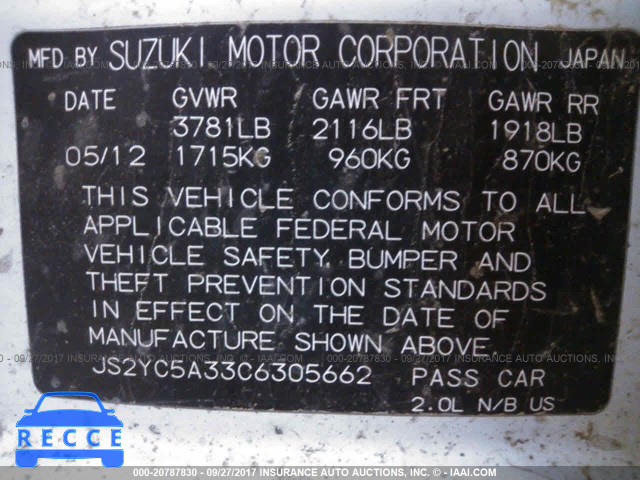 MFD BY SUZUKI MOTOR CORPORATION JAPAN
DATE GVWR GAWR FRT GAWR RR
3781LB 2116LB 1918LB
05/12 1715KG 960KG 870KG
THIS VEHICLE CONFORMS TO ALL
APPLICABLE FEDERAL MOTOR
VEHICLE SAFETY BUMPER AND
THEFT PREVENTION STANDARDS
IN EFFECT ON THE DATE OF
MANUFACTURE SHOWN ABOVE
JS2YC5A33C6305662 PASS CAR
2.0L N/B US
RECCE
000-20787830 - 09/27/2017 INSURANCE AUTO AUCTIONS, INC. - IAAI.COM